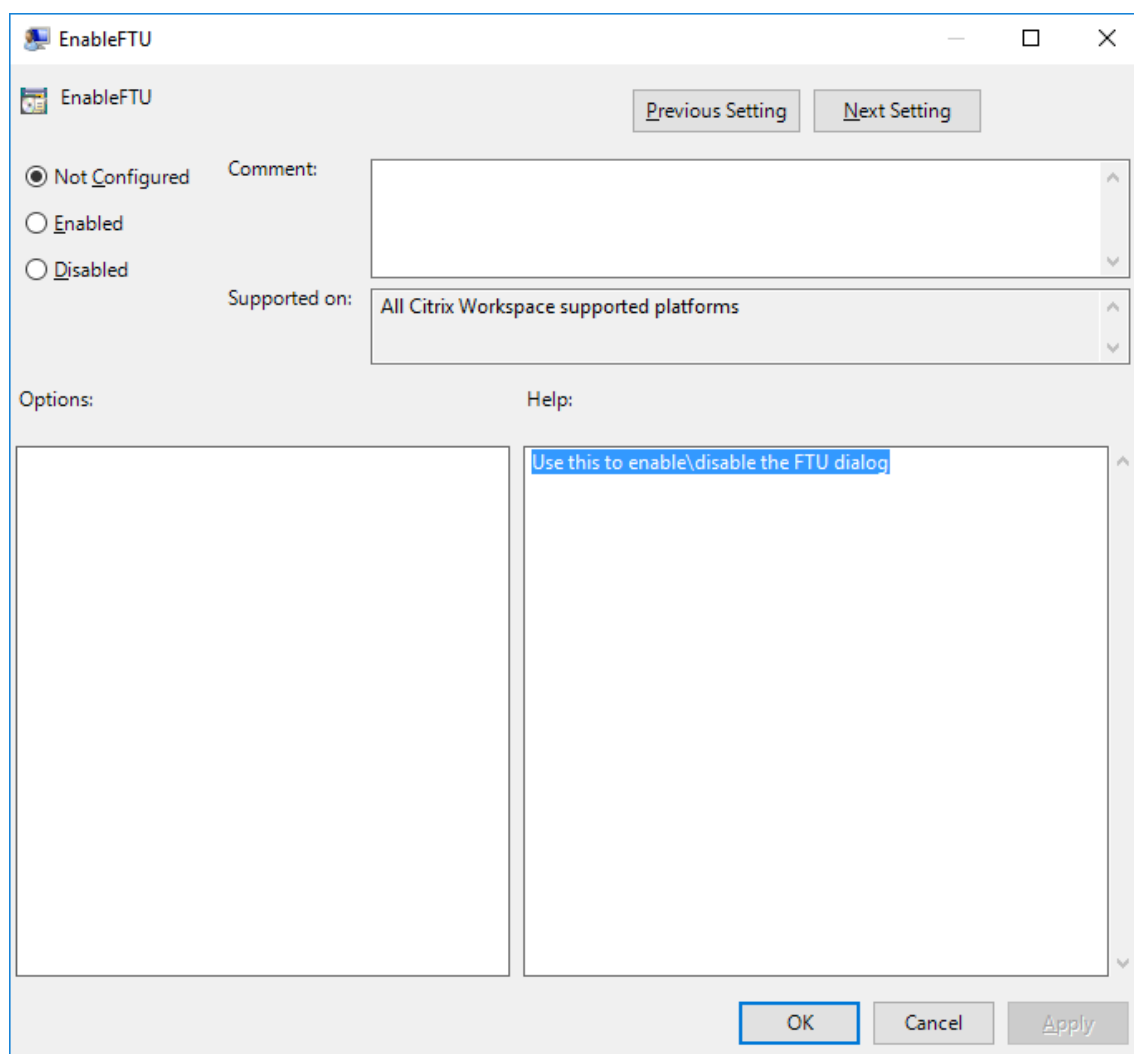 EnableFTU
EnableFTU
Previous Setting
Next Setting
Not Configured
Comment:
Enabled
Disabled
Supported on:
All Citrix Workspace supported platforms
Options:
Help:
Use this to enable\disable the FTU dialog
OK
Cancel
Apply